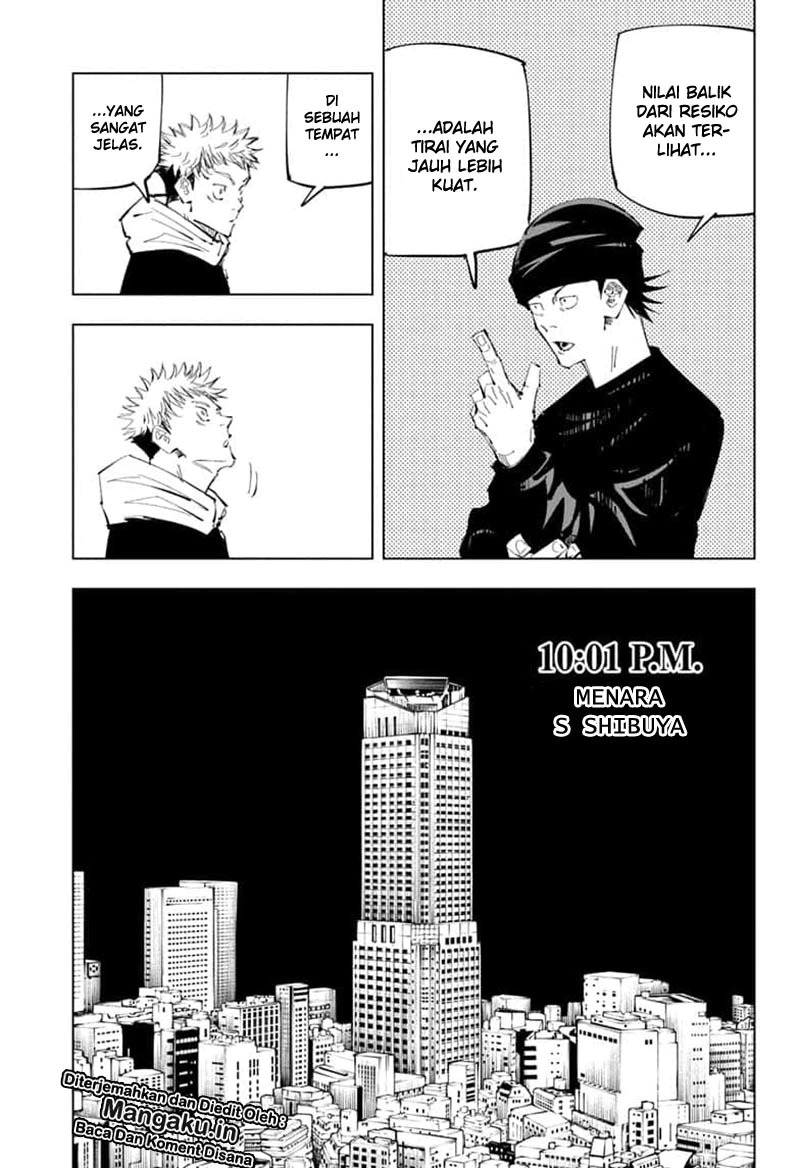 NILAI BALIK
DARI RESIKO
AKAN TER-
LIHAT...
...ADALAH
TIRAI YANG
JAUH LEBIH
KUAT.
DI
SEBUAH
TEMPAT
...
...YANG
SANGAT
JELAS.
10:01 P.M.
MENARA
S SHIBUYA
Diterjemahkan dan Diedit Oleh:
Mangaku.in
Baca Dan Koment Disana